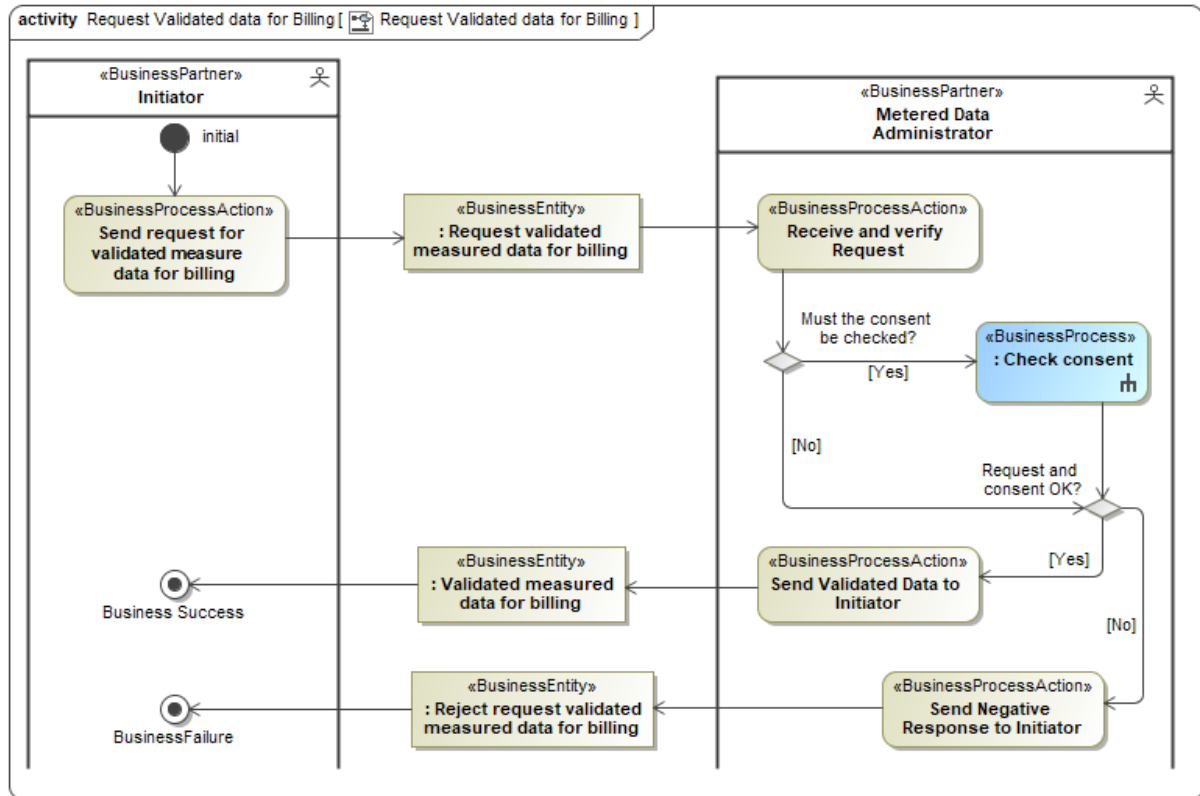 activity Request Validated data for Billing [ Request Validated data for Billing ]
«BusinessPartner»
Initiator
«BusinessPartner»
Metered Data
Administrator
initial
«BusinessProcessAction»
Send request for
validated measure
data for billing
«BusinessEntity»
: Request validated
measured data for billing
«BusinessProcessAction»
Receive and verify
Request
Must the consent
be checked?
[Yes]
«BusinessProcess»
: Check consent
[No]
Request and
consent OK?
[Yes]
[No]
«BusinessProcessAction»
Send Validated Data to
Initiator
«BusinessEntity»
: Validated measured
data for billing
Business Success
«BusinessProcessAction»
Send Negative
Response to Initiator
«BusinessEntity»
: Reject request validated
measured data for billing
BusinessFailure